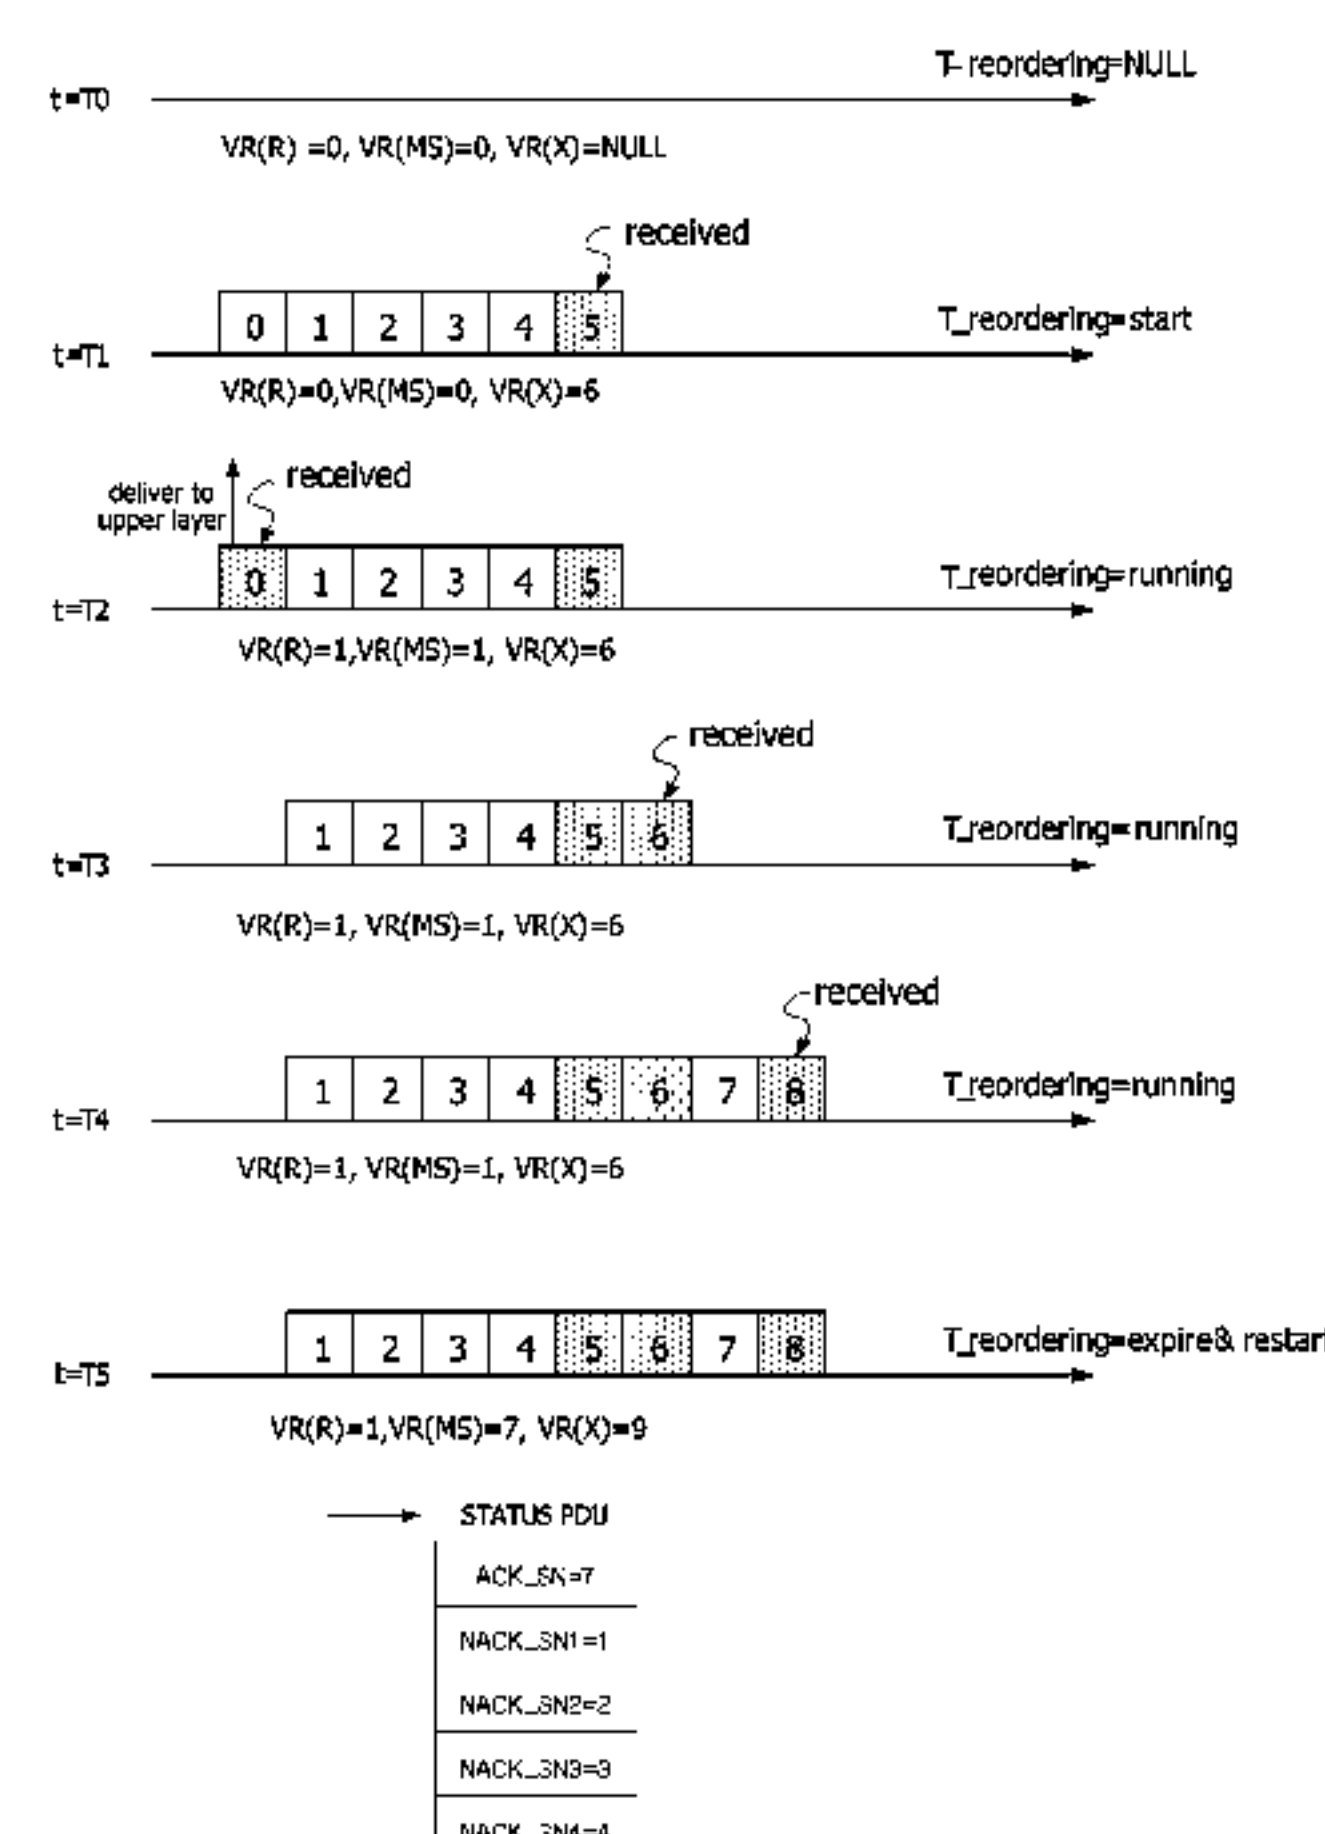 T- reordering=NULL
t=T0
VR(R) =0, VR(MS)=0, VR(X)=NULL
received
0 1 2 3 4 5
T_reordering=start
t=T1
VR(R)=0,VR(MS)=0, VR(X)=6
received
deliver to
upper layer
0 1 2 3 4 5
T_reordering=running
t=T2
VR(R)=1,VR(MS)=1, VR(X)=6
received
1 2 3 4 5 6
T_reordering=running
t=T3
VR(R)=1, VR(MS)=1, VR(X)=6
received
1 2 3 4 5 6 7 8
T_reordering=running
t=T4
VR(R)=1, VR(MS)=1, VR(X)=6
1 2 3 4 5 6 7 8
T_reordering=expire& restart
t=T5
VR(R)=1,VR(MS)=7, VR(X)=9
STATUS PDU
ACK_SN=7
NACK_SN1=1
NACK_SN2=2
NACK_SN3=3
NACK_SN4=4